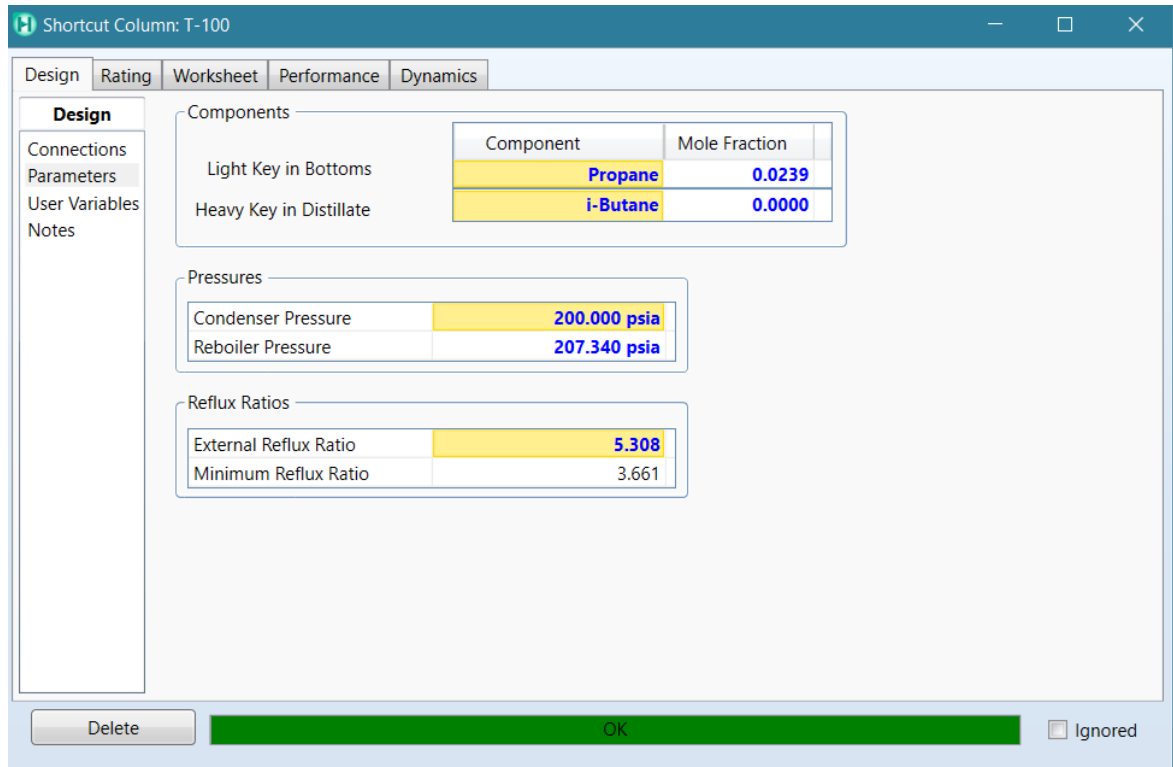 Shortcut Column: T-100
Design Rating Worksheet Performance Dynamics
Design
Connections
Parameters
User Variables
Notes
Components
Component Mole Fraction
Light Key in Bottoms Propane 0.0239
Heavy Key in Distillate i-Butane 0.0000
Pressures
Condenser Pressure 200.000 psia
Reboiler Pressure 207.340 psia
Reflux Ratios
External Reflux Ratio 5.308
Minimum Reflux Ratio 3.661
Delete OK Ignored